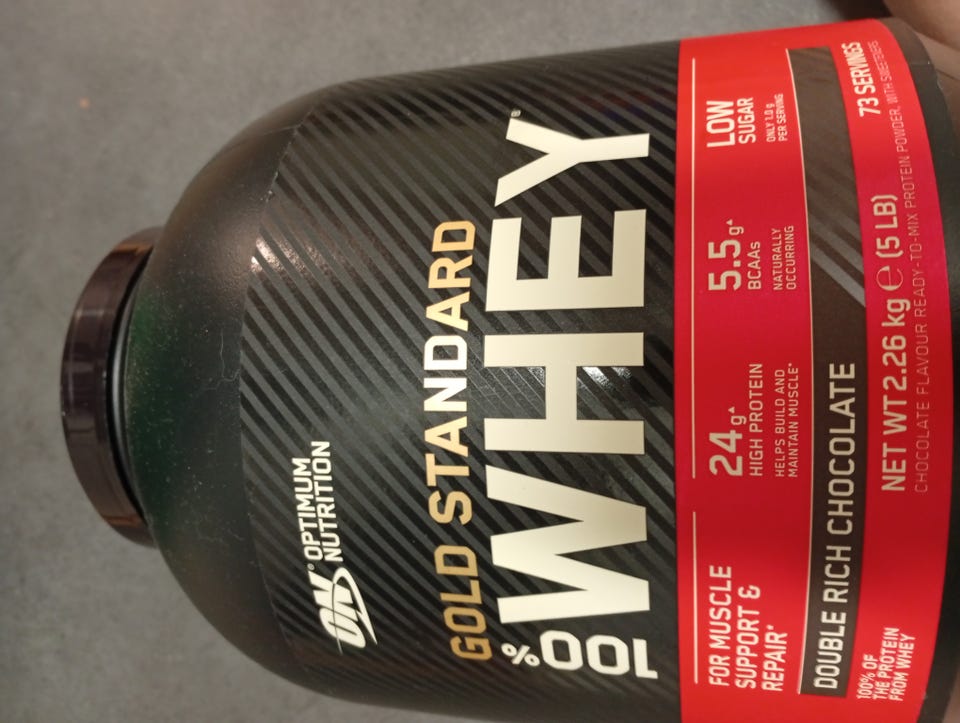 ON® OPTIMUM
NUTRITION
GOLD STANDARD
100%
WHEY®
FOR MUSCLE
SUPPORT &
REPAIR*
24g▲
HIGH PROTEIN
HELPS BUILD AND
MAINTAIN MUSCLE*
5.5g▲
BCAAs
NATURALLY
OCCURRING
LOW
SUGAR
ONLY 1.0 g
PER SERVING
DOUBLE RICH CHOCOLATE
100% OF
THE PROTEIN
FROM WHEY
NET WT 2.26 kg ℮ (5 LB)
73 SERVINGS
CHOCOLATE FLAVOUR READY-TO-MIX PROTEIN POWDER, WITH SWEETENERS